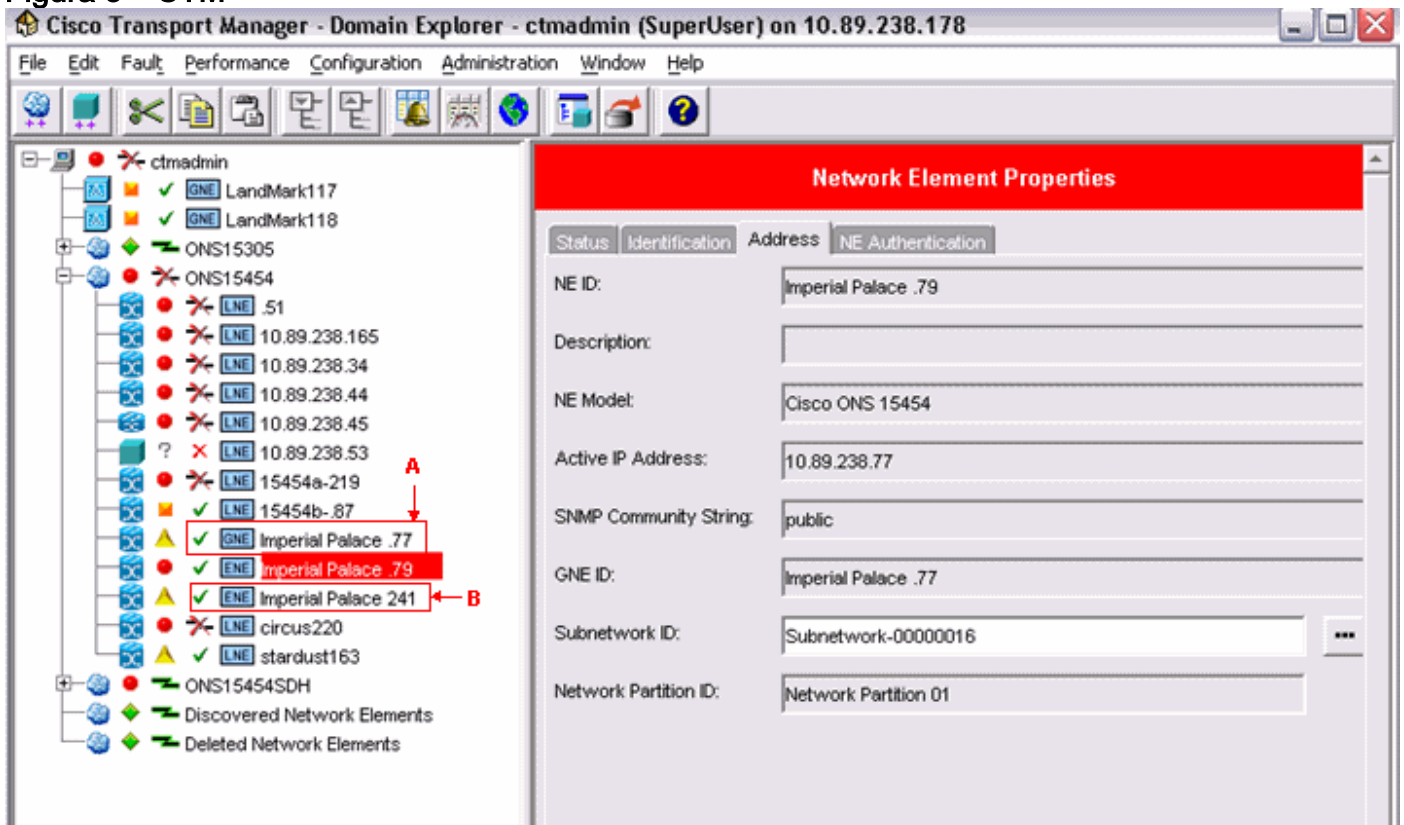 Cisco Transport Manager - Domain Explorer - ctmadmin (SuperUser) on 10.89.238.178
File Edit Fault Performance Configuration Administration Window Help
ctmadmin
GNE LandMark117
GNE LandMark118
ONS15305
ONS15454
LNE .51
LNE 10.89.238.165
LNE 10.89.238.34
LNE 10.89.238.44
LNE 10.89.238.45
? LNE 10.89.238.53
A
LNE 15454a-219
LNE 15454b-.87
GNE Imperial Palace .77
ENE Imperial Palace .79
ENE Imperial Palace 241
B
LNE circus220
LNE stardust163
ONS15454SDH
Discovered Network Elements
Deleted Network Elements
Network Element Properties
Status Identification Address NE Authentication
NE ID: Imperial Palace .79
Description:
NE Model: Cisco ONS 15454
Active IP Address: 10.89.238.77
SNMP Community String: public
GNE ID: Imperial Palace .77
Subnetwork ID: Subnetwork-00000016 ...
Network Partition ID: Network Partition 01